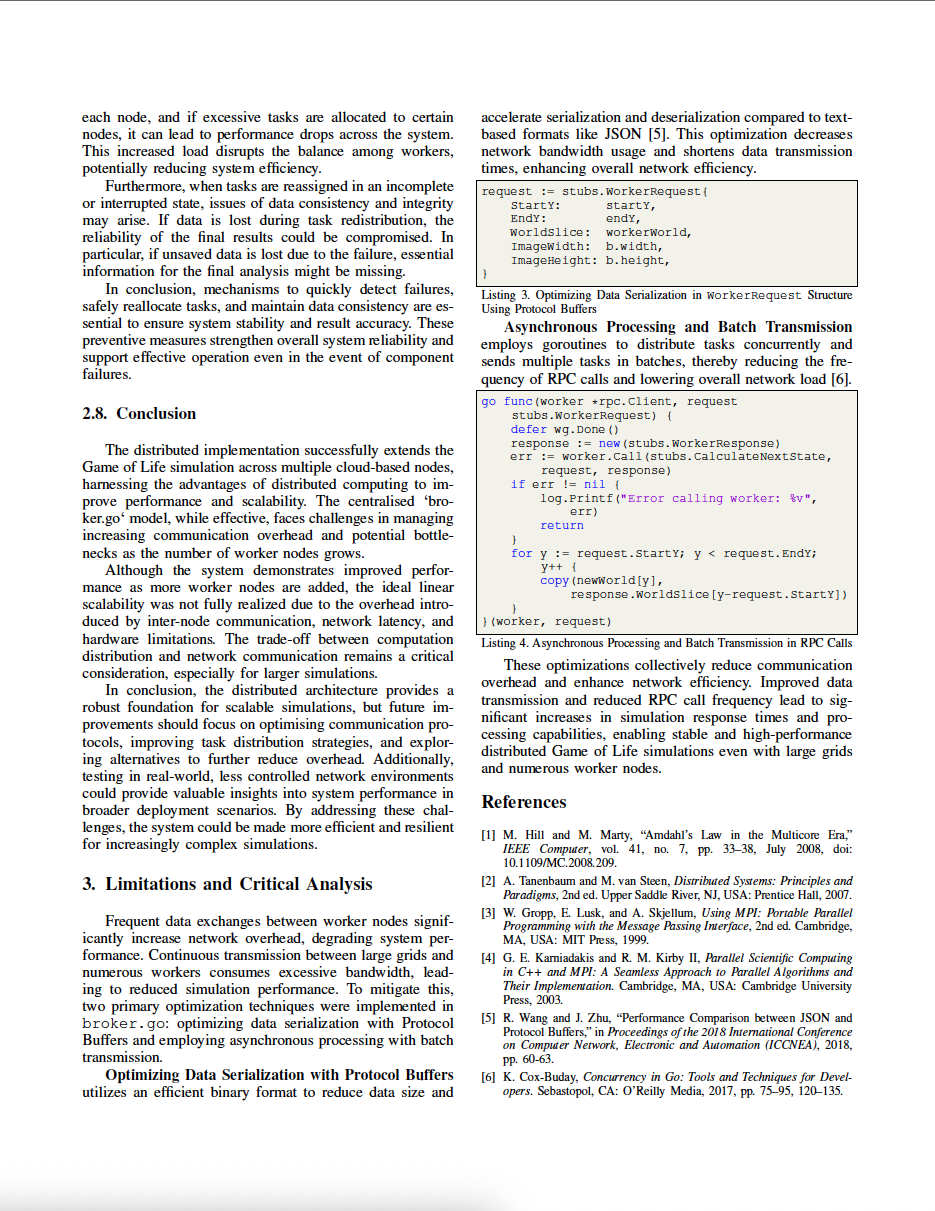 each node, and if excessive tasks are allocated to certain
nodes, it can lead to performance drops across the system.
This increased load disrupts the balance among workers,
potentially reducing system efficiency.
Furthermore, when tasks are reassigned in an incomplete
or interrupted state, issues of data consistency and integrity
may arise. If data is lost during task redistribution, the
reliability of the final results could be compromised. In
particular, if unsaved data is lost due to the failure, essential
information for the final analysis might be missing.
In conclusion, mechanisms to quickly detect failures,
safely reallocate tasks, and maintain data consistency are es-
sential to ensure system stability and result accuracy. These
preventive measures strengthen overall system reliability and
support effective operation even in the event of component
failures.
2.8. Conclusion
The distributed implementation successfully extends the
Game of Life simulation across multiple cloud-based nodes,
harnessing the advantages of distributed computing to im-
prove performance and scalability. The centralised ‘bro-
ker.go‘ model, while effective, faces challenges in managing
increasing communication overhead and potential bottle-
necks as the number of worker nodes grows.
Although the system demonstrates improved perfor-
mance as more worker nodes are added, the ideal linear
scalability was not fully realized due to the overhead intro-
duced by inter-node communication, network latency, and
hardware limitations. The trade-off between computation
distribution and network communication remains a critical
consideration, especially for larger simulations.
In conclusion, the distributed architecture provides a
robust foundation for scalable simulations, but future im-
provements should focus on optimising communication pro-
tocols, improving task distribution strategies, and explor-
ing alternatives to further reduce overhead. Additionally,
testing in real-world, less controlled network environments
could provide valuable insights into system performance in
broader deployment scenarios. By addressing these chal-
lenges, the system could be made more efficient and resilient
for increasingly complex simulations.
3. Limitations and Critical Analysis
Frequent data exchanges between worker nodes signif-
icantly increase network overhead, degrading system per-
formance. Continuous transmission between large grids and
numerous workers consumes excessive bandwidth, lead-
ing to reduced simulation performance. To mitigate this,
two primary optimization techniques were implemented in
broker.go: optimizing data serialization with Protocol
Buffers and employing asynchronous processing with batch
transmission.
Optimizing Data Serialization with Protocol Buffers
utilizes an efficient binary format to reduce data size and
accelerate serialization and deserialization compared to text-
based formats like JSON [5]. This optimization decreases
network bandwidth usage and shortens data transmission
times, enhancing overall network efficiency.
request := stubs.WorkerRequest{
StartY: startY,
EndY: endY,
WorldSlice: workerWorld,
ImageWidth: b.width,
ImageHeight: b.height,
}
Listing 3. Optimizing Data Serialization in WorkerRequest Structure
Using Protocol Buffers
Asynchronous Processing and Batch Transmission
employs goroutines to distribute tasks concurrently and
sends multiple tasks in batches, thereby reducing the fre-
quency of RPC calls and lowering overall network load [6].
go func(worker *rpc.Client, request
stubs.WorkerRequest) {
defer wg.Done()
response := new(stubs.WorkerResponse)
err := worker.Call(stubs.CalculateNextState,
request, response)
if err != nil {
log.Printf("Error calling worker: %v",
err)
return
}
for y := request.StartY; y < request.EndY;
y++ {
copy(newWorld[y],
response.WorldSlice[y-request.StartY])
}
}(worker, request)
Listing 4. Asynchronous Processing and Batch Transmission in RPC Calls
These optimizations collectively reduce communication
overhead and enhance network efficiency. Improved data
transmission and reduced RPC call frequency lead to sig-
nificant increases in simulation response times and pro-
cessing capabilities, enabling stable and high-performance
distributed Game of Life simulations even with large grids
and numerous worker nodes.
References
[1] M. Hill and M. Marty, “Amdahl’s Law in the Multicore Era,”
IEEE Computer, vol. 41, no. 7, pp. 33–38, July 2008, doi:
10.1109/MC.2008.209.
[2] A. Tanenbaum and M. van Steen, Distributed Systems: Principles and
Paradigms, 2nd ed. Upper Saddle River, NJ, USA: Prentice Hall, 2007.
[3] W. Gropp, E. Lusk, and A. Skjellum, Using MPI: Portable Parallel
Programming with the Message Passing Interface, 2nd ed. Cambridge,
MA, USA: MIT Press, 1999.
[4] G. E. Karniadakis and R. M. Kirby II, Parallel Scientific Computing
in C++ and MPI: A Seamless Approach to Parallel Algorithms and
Their Implementation. Cambridge, MA, USA: Cambridge University
Press, 2003.
[5] R. Wang and J. Zhu, “Performance Comparison between JSON and
Protocol Buffers,” in Proceedings of the 2018 International Conference
on Computer Network, Electronic and Automation (ICCNEA), 2018,
pp. 60-63.
[6] K. Cox-Buday, Concurrency in Go: Tools and Techniques for Devel-
opers. Sebastopol, CA: O’Reilly Media, 2017, pp. 75–95, 120–135.